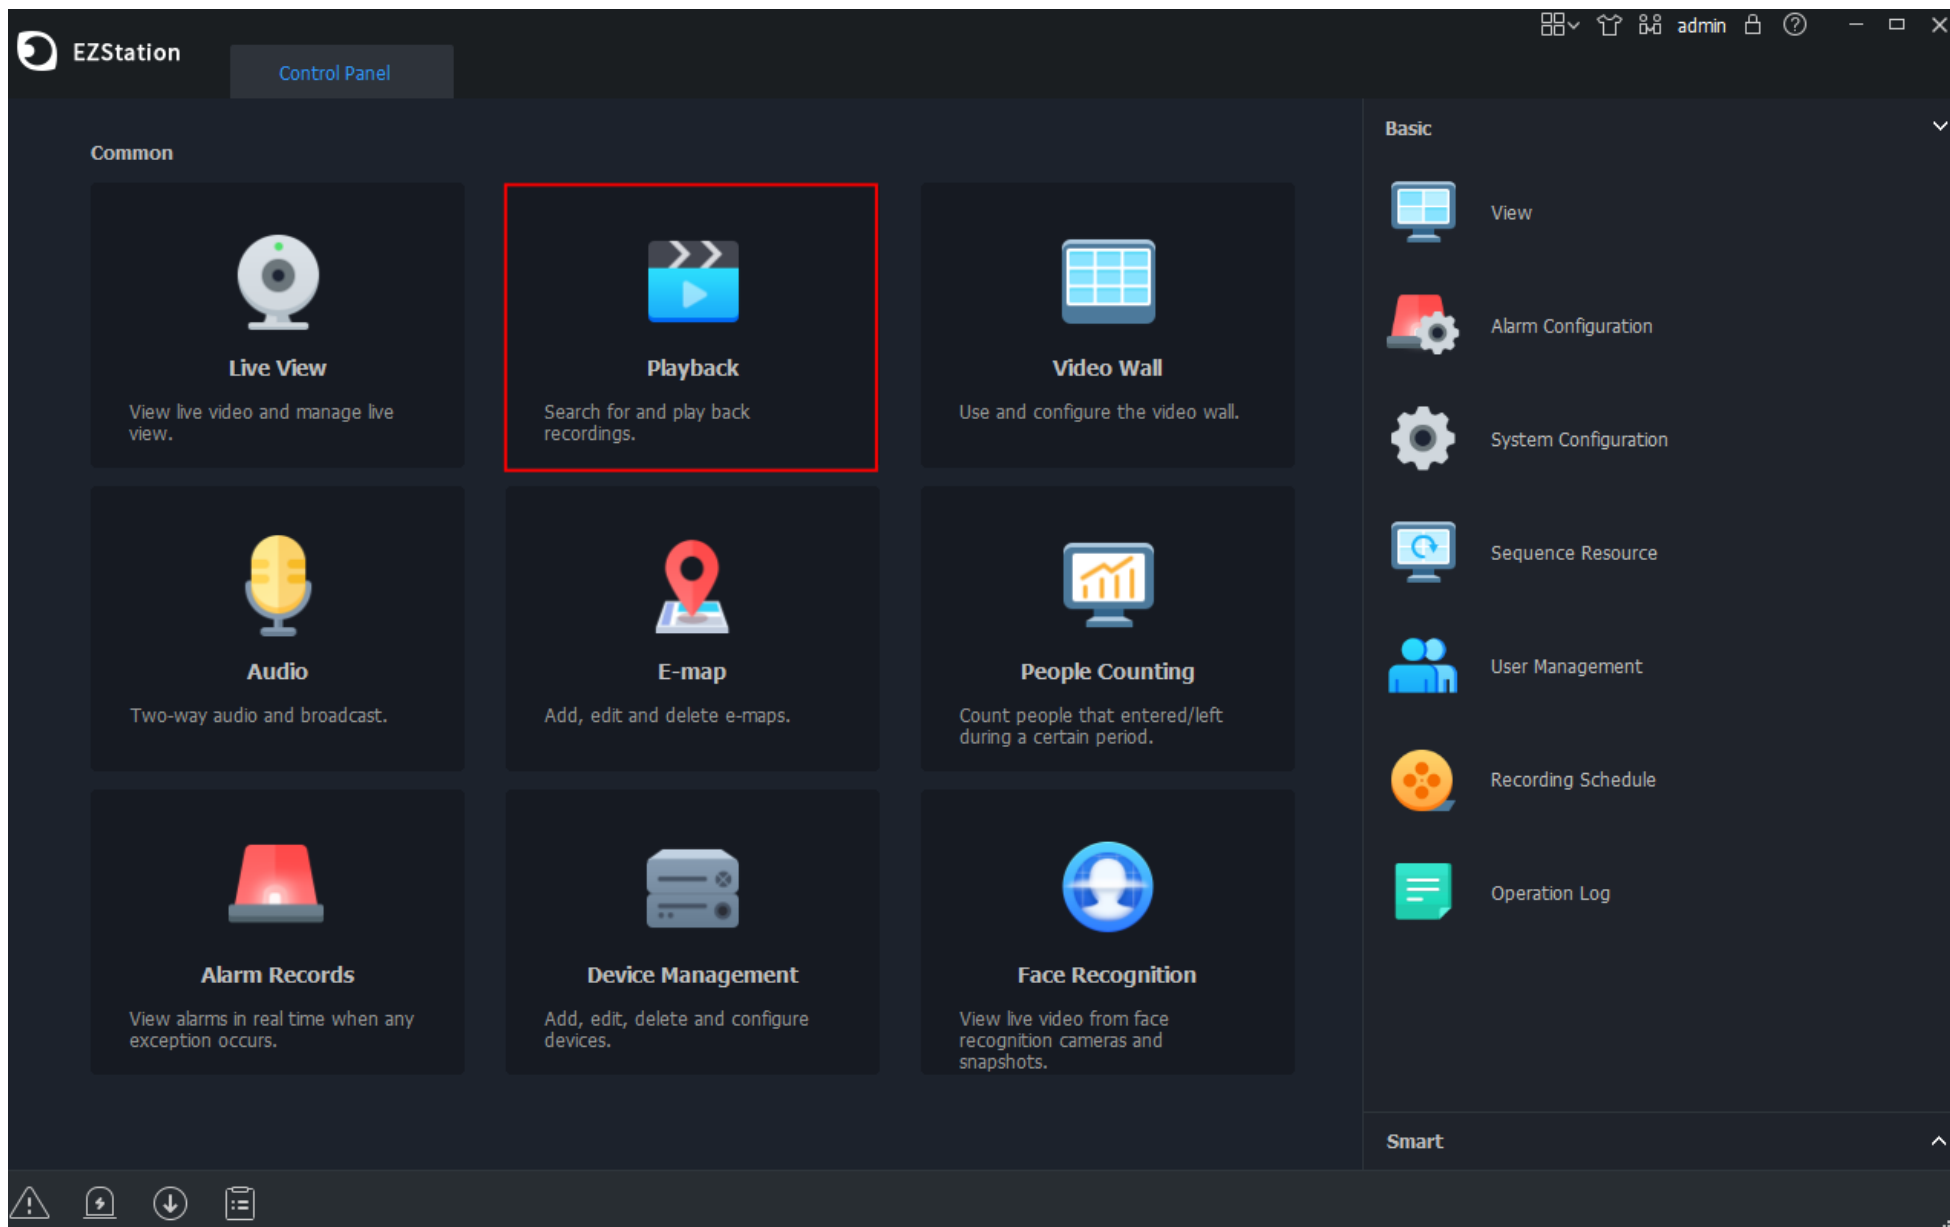 EZStation
Control Panel
admin
Common
Live View
View live video and manage live
view.
Playback
Search for and play back
recordings.
Video Wall
Use and configure the video wall.
Audio
Two-way audio and broadcast.
E-map
Add, edit and delete e-maps.
People Counting
Count people that entered/left
during a certain period.
Alarm Records
View alarms in real time when any
exception occurs.
Device Management
Add, edit, delete and configure
devices.
Face Recognition
View live video from face
recognition cameras and
snapshots.
Basic
View
Alarm Configuration
System Configuration
Sequence Resource
User Management
Recording Schedule
Operation Log
Smart